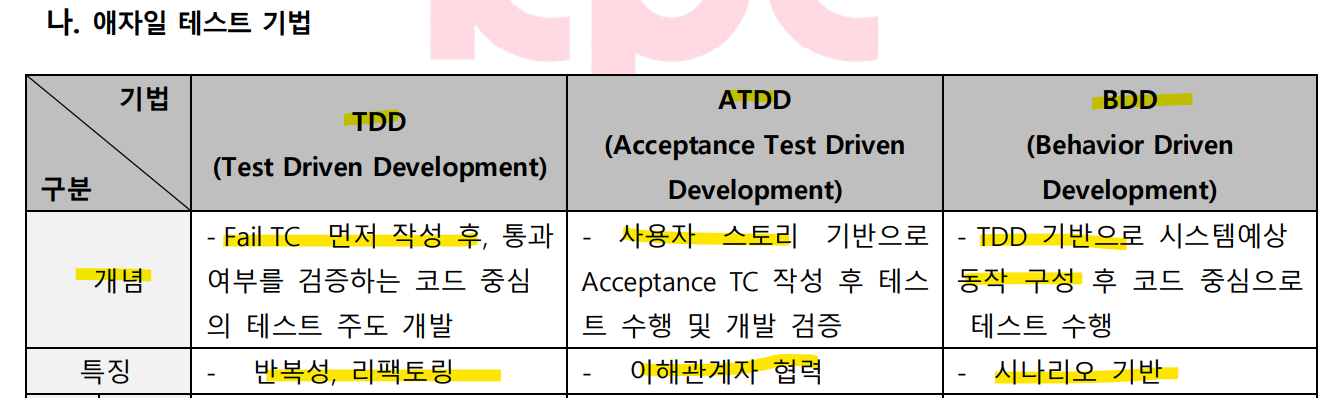 나. 애자일 테스트 기법
kpc
기법
구분
TDD
(Test Driven Development)
ATDD
(Acceptance Test Driven
Development)
BDD
(Behavior Driven
Development)
개념
- Fail TC 먼저 작성 후, 통과
여부를 검증하는 코드 중심
의 테스트 주도 개발
- 사용자 스토리 기반으로
Acceptance TC 작성 후 테스
트 수행 및 개발 검증
- TDD 기반으로 시스템예상
동작 구성 후 코드 중심으로
테스트 수행
특징
- 반복성, 리팩토링
- 이해관계자 협력
- 시나리오 기반